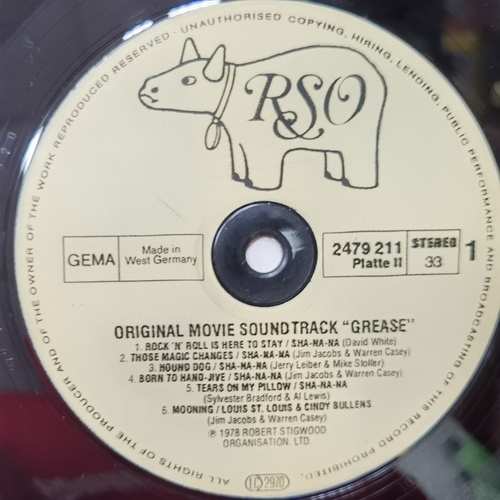 ALL RIGHTS OF THE PRODUCER AND OF THE OWNER OF THE WORK REPRODUCED RESERVED · UNAUTHORISED COPYING, HIRING, LENDING, PUBLIC PERFORMANCE AND BROADCASTING OF THIS RECORD PROHIBITED.
RSO
GEMA
Made in
West Germany
2479 211
Platte II
STEREO
33
1
ORIGINAL MOVIE SOUNDTRACK "GREASE"
1. ROCK 'N' ROLL IS HERE TO STAY / SHA-NA-NA (David White)
2. THOSE MAGIC CHANGES / SHA-NA-NA (Jim Jacobs & Warren Casey)
3. HOUND DOG / SHA-NA-NA (Jerry Leiber & Mike Stoller)
4. BORN TO HAND-JIVE / SHA-NA-NA (Jim Jacobs & Warren Casey)
5. TEARS ON MY PILLOW / SHA-NA-NA
(Sylvester Bradford & Al Lewis)
6. MOONING / LOUIS ST. LOUIS & CINDY BULLENS
(Jim Jacobs & Warren Casey)
℗ 1978 ROBERT STIGWOOD
ORGANISATION. LTD.